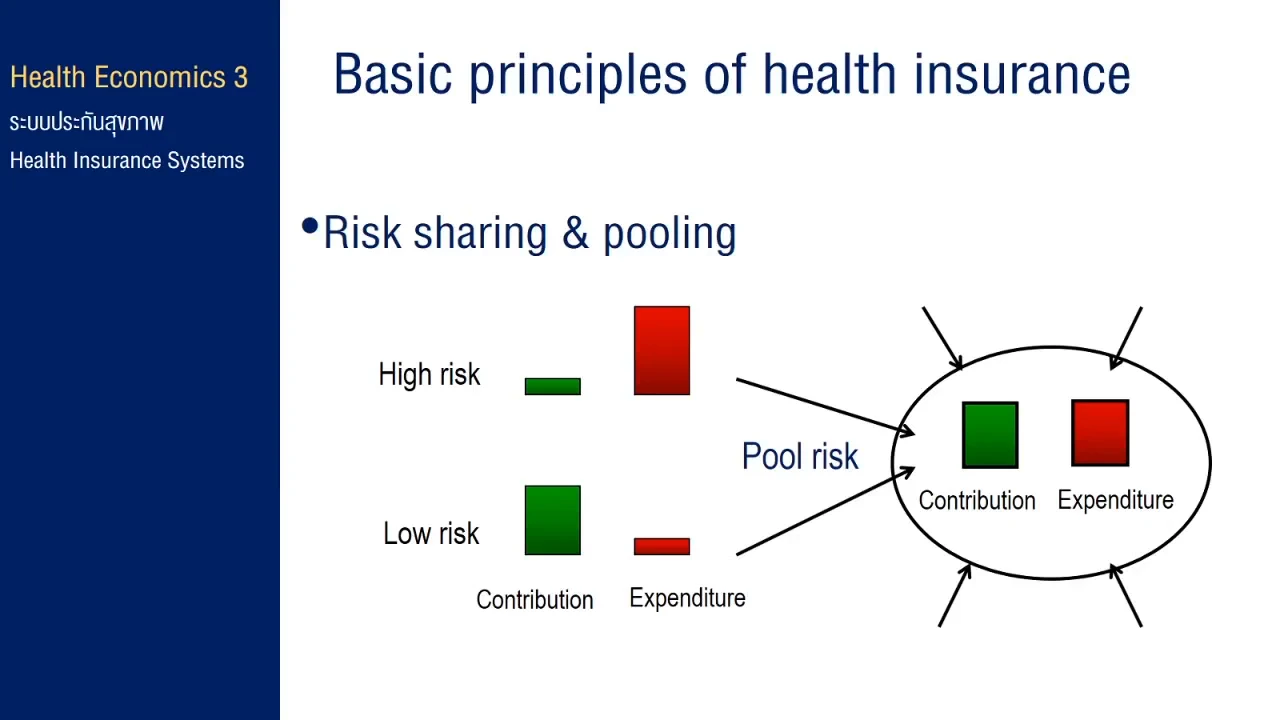 Health Economics 3
ระบบประกันสุขภาพ
Health Insurance Systems
Basic principles of health insurance
•Risk sharing & pooling
High risk
Low risk
Contribution
Expenditure
Pool risk
Contribution
Expenditure